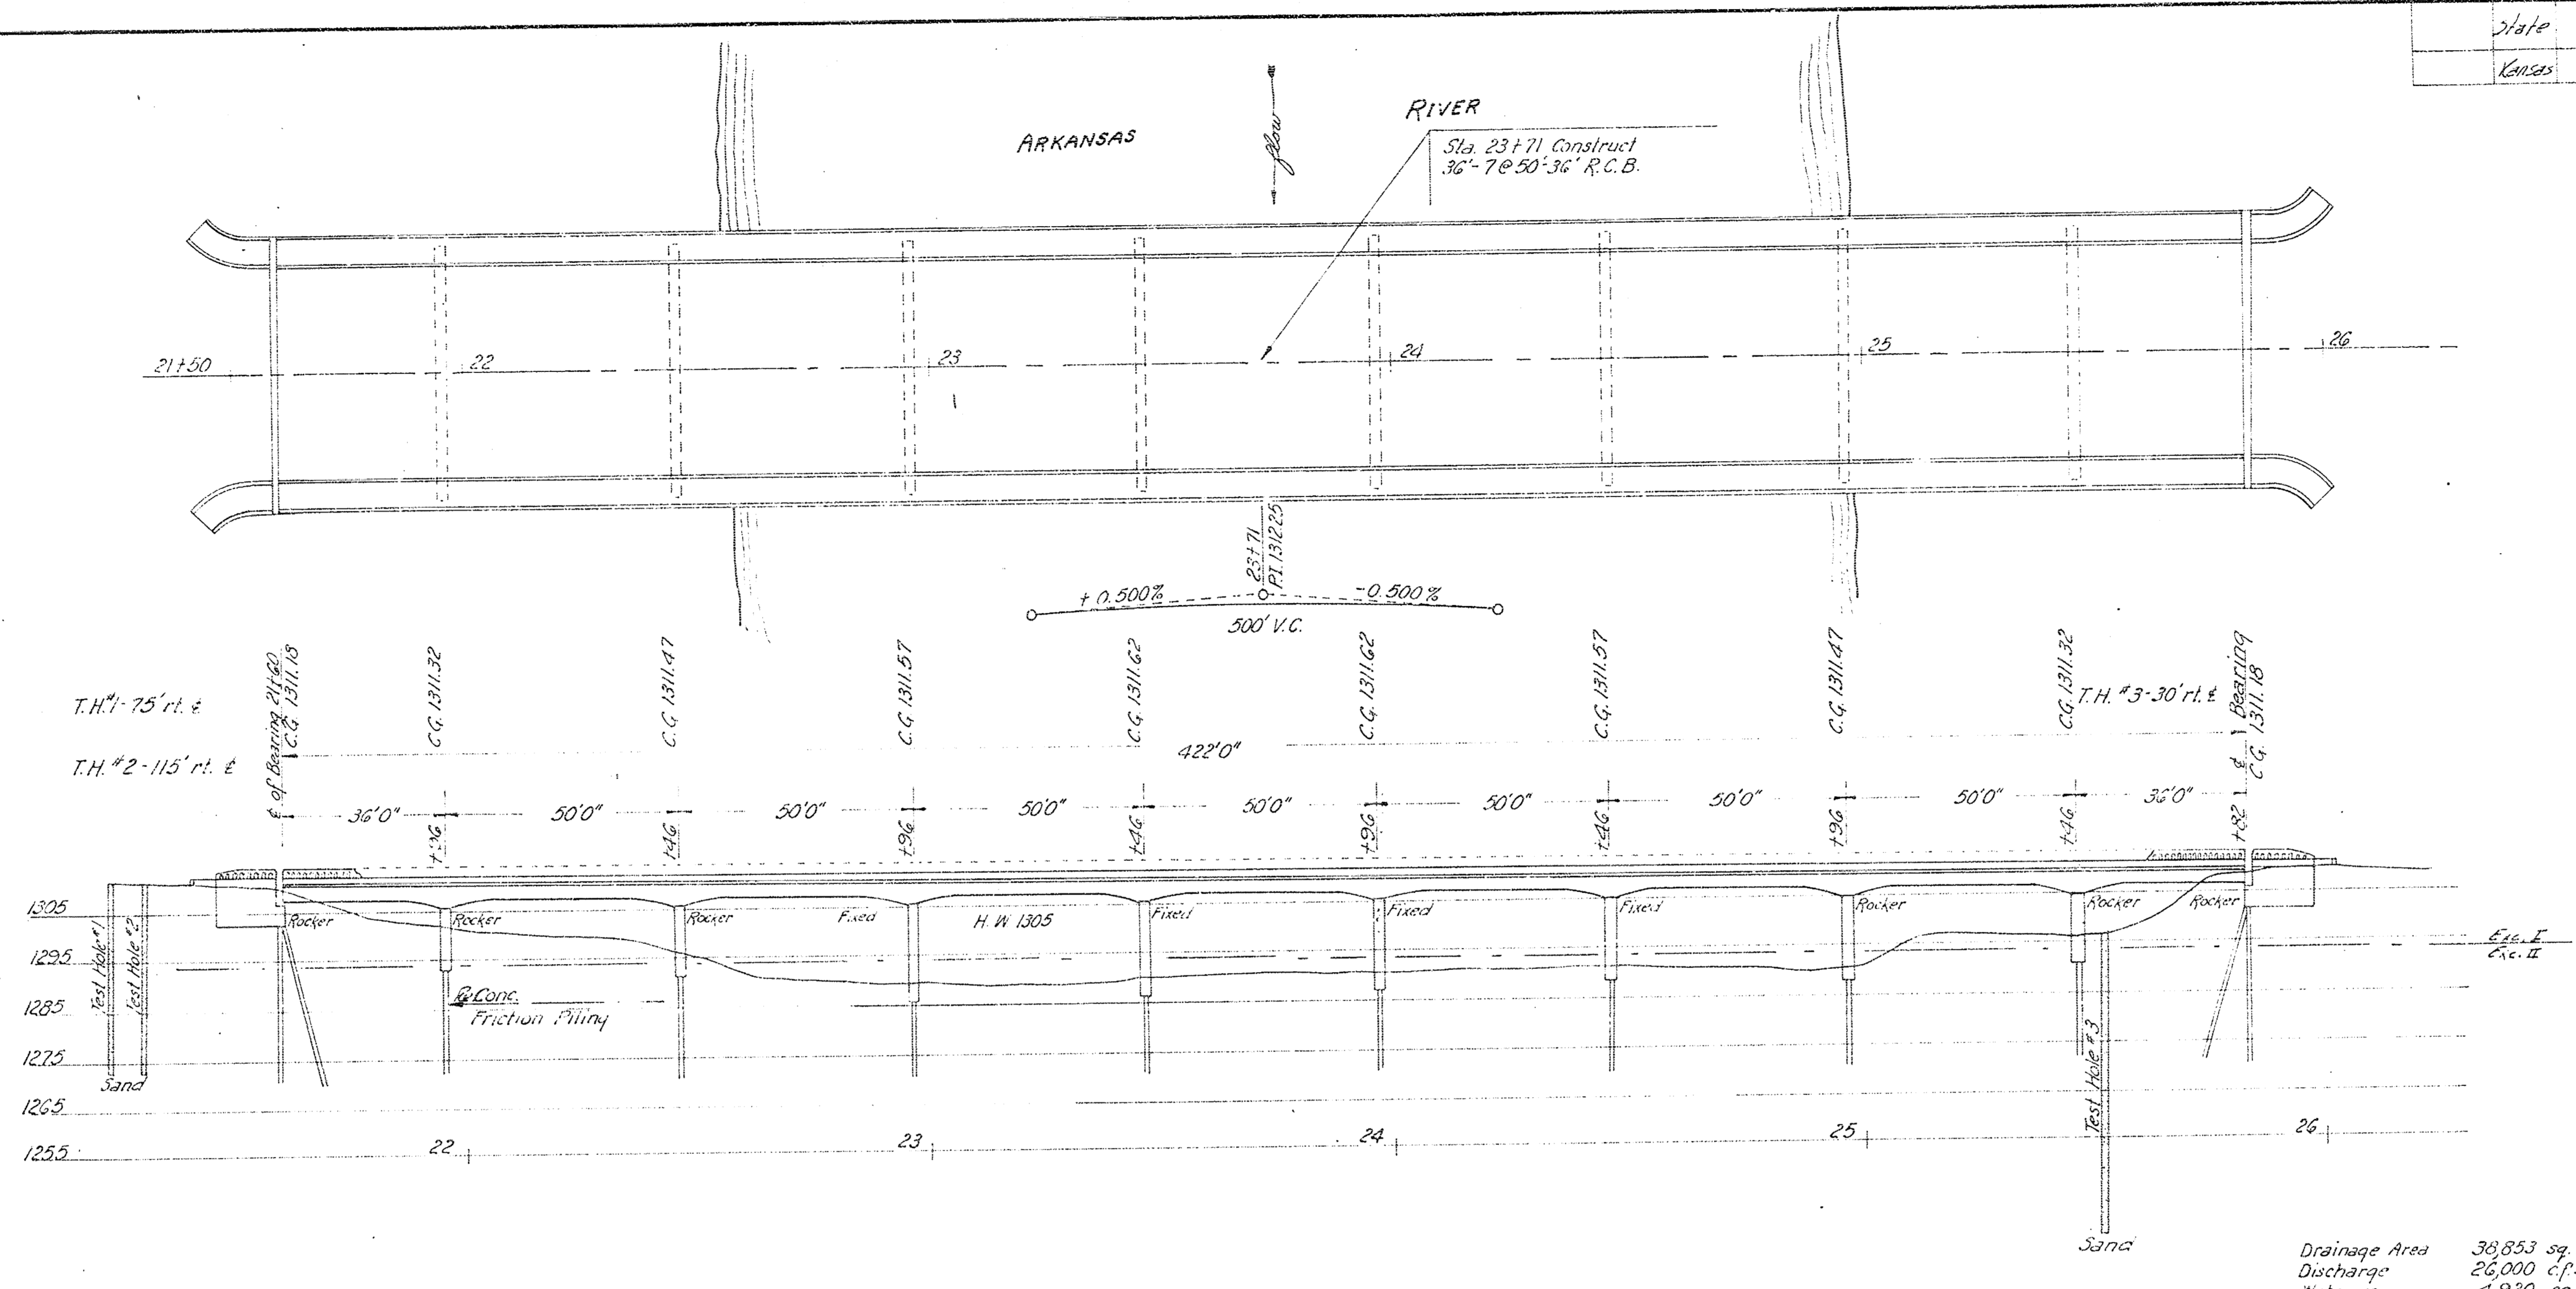 State
Kansas
ARKANSAS
flow
RIVER
Sta. 23+71 Construct
36'-7@50'-36' R.C.B.
21+50
22
23
24
25
26
23+71
P.I. 1312.25
+0.500%
-0.500%
500' V.C.
T.H.#1-75' rt. ℄
T.H.#2-115' rt. ℄
℄ of Bearing 21+60
C.G. 1311.18
C.G. 1311.32
C.G. 1311.47
C.G. 1311.57
C.G. 1311.62
C.G. 1311.62
C.G. 1311.57
C.G. 1311.47
C.G. 1311.32
T.H. #3-30' rt. ℄
℄ Bearing
C.G. 1311.18
422'0"
36'0"
50'0"
50'0"
50'0"
50'0"
50'0"
50'0"
50'0"
36'0"
+96
+46
+96
+46
+96
+46
+96
+46
+82
1305
1295
1285
1275
1265
1255
Test Hole #1
Test Hole #2
Sand
Rocker
Rocker
Rocker
Fixed
H.W 1305
Fixed
Fixed
Fixed
Rocker
Rocker
Rocker
Exc. I
Exc. II
Conc.
Friction Piling
Test Hole #3
Sand
22
23
24
25
26
Drainage Area 38,853 sq.
Discharge 26,000 c.f.